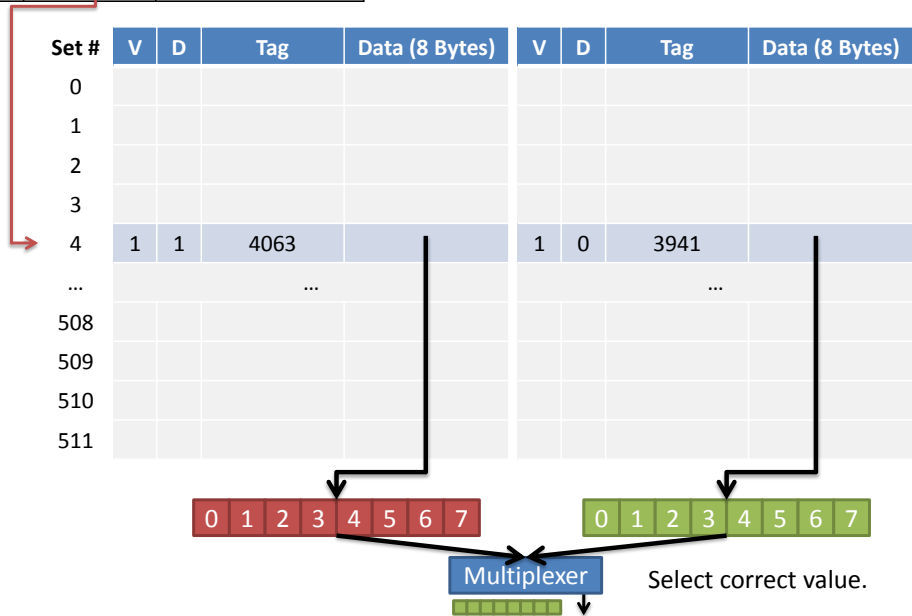 Set # V D Tag Data (8 Bytes) V D Tag Data (8 Bytes)
0
1
2
3
4 1 1 4063 1 0 3941
... ... ...
508
509
510
511
0 1 2 3 4 5 6 7 0 1 2 3 4 5 6 7
Multiplexer Select correct value.